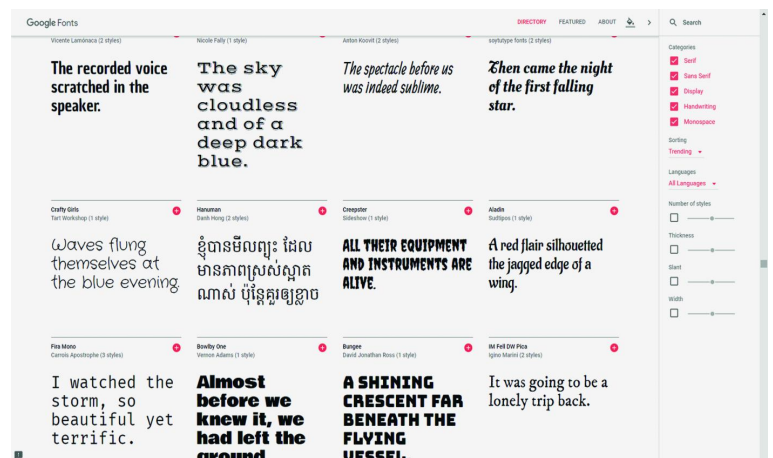 Google Fonts
DIRECTORY
FEATURED
ABOUT
Search
Vicente Lamónaca (2 styles)
Nicole Fally (1 style)
Anton Koovit (2 styles)
soytutype fonts (2 styles)
The recorded voice
scratched in the
speaker.
The sky
was
cloudless
and of a
deep dark
blue.
The spectacle before us
was indeed sublime.
Then came the night
of the first falling
star.
Crafty Girls
Tart Workshop (1 style)
Hanuman
Danh Hong (2 styles)
Creepster
Sideshow (1 style)
Aladin
Sudtipos (1 style)
Waves flung
themselves at
the blue evening.
ខ្ញុំបានមើលព្យុះ ដែល
មានភាពស្រស់ស្អាត
ណាស់ ប៉ុន្តែគួរឲ្យខ្លាច
ALL THEIR EQUIPMENT
AND INSTRUMENTS ARE
ALIVE.
A red flair silhouetted
the jagged edge of a
wing.
Fira Mono
Carrois Apostrophe (3 styles)
Bowlby One
Vernon Adams (1 style)
Bungee
David Jonathan Ross (1 style)
IM Fell DW Pica
Igino Marini (2 styles)
I watched the
storm, so
beautiful yet
terrific.
Almost
before we
knew it, we
had left the
ground.
A SHINING
CRESCENT FAR
BENEATH THE
FLYING
VESSEL.
It was going to be a
lonely trip back.
Categories
Serif
Sans Serif
Display
Handwriting
Monospace
Sorting
Trending
Languages
All Languages
Number of styles
Thickness
Slant
Width